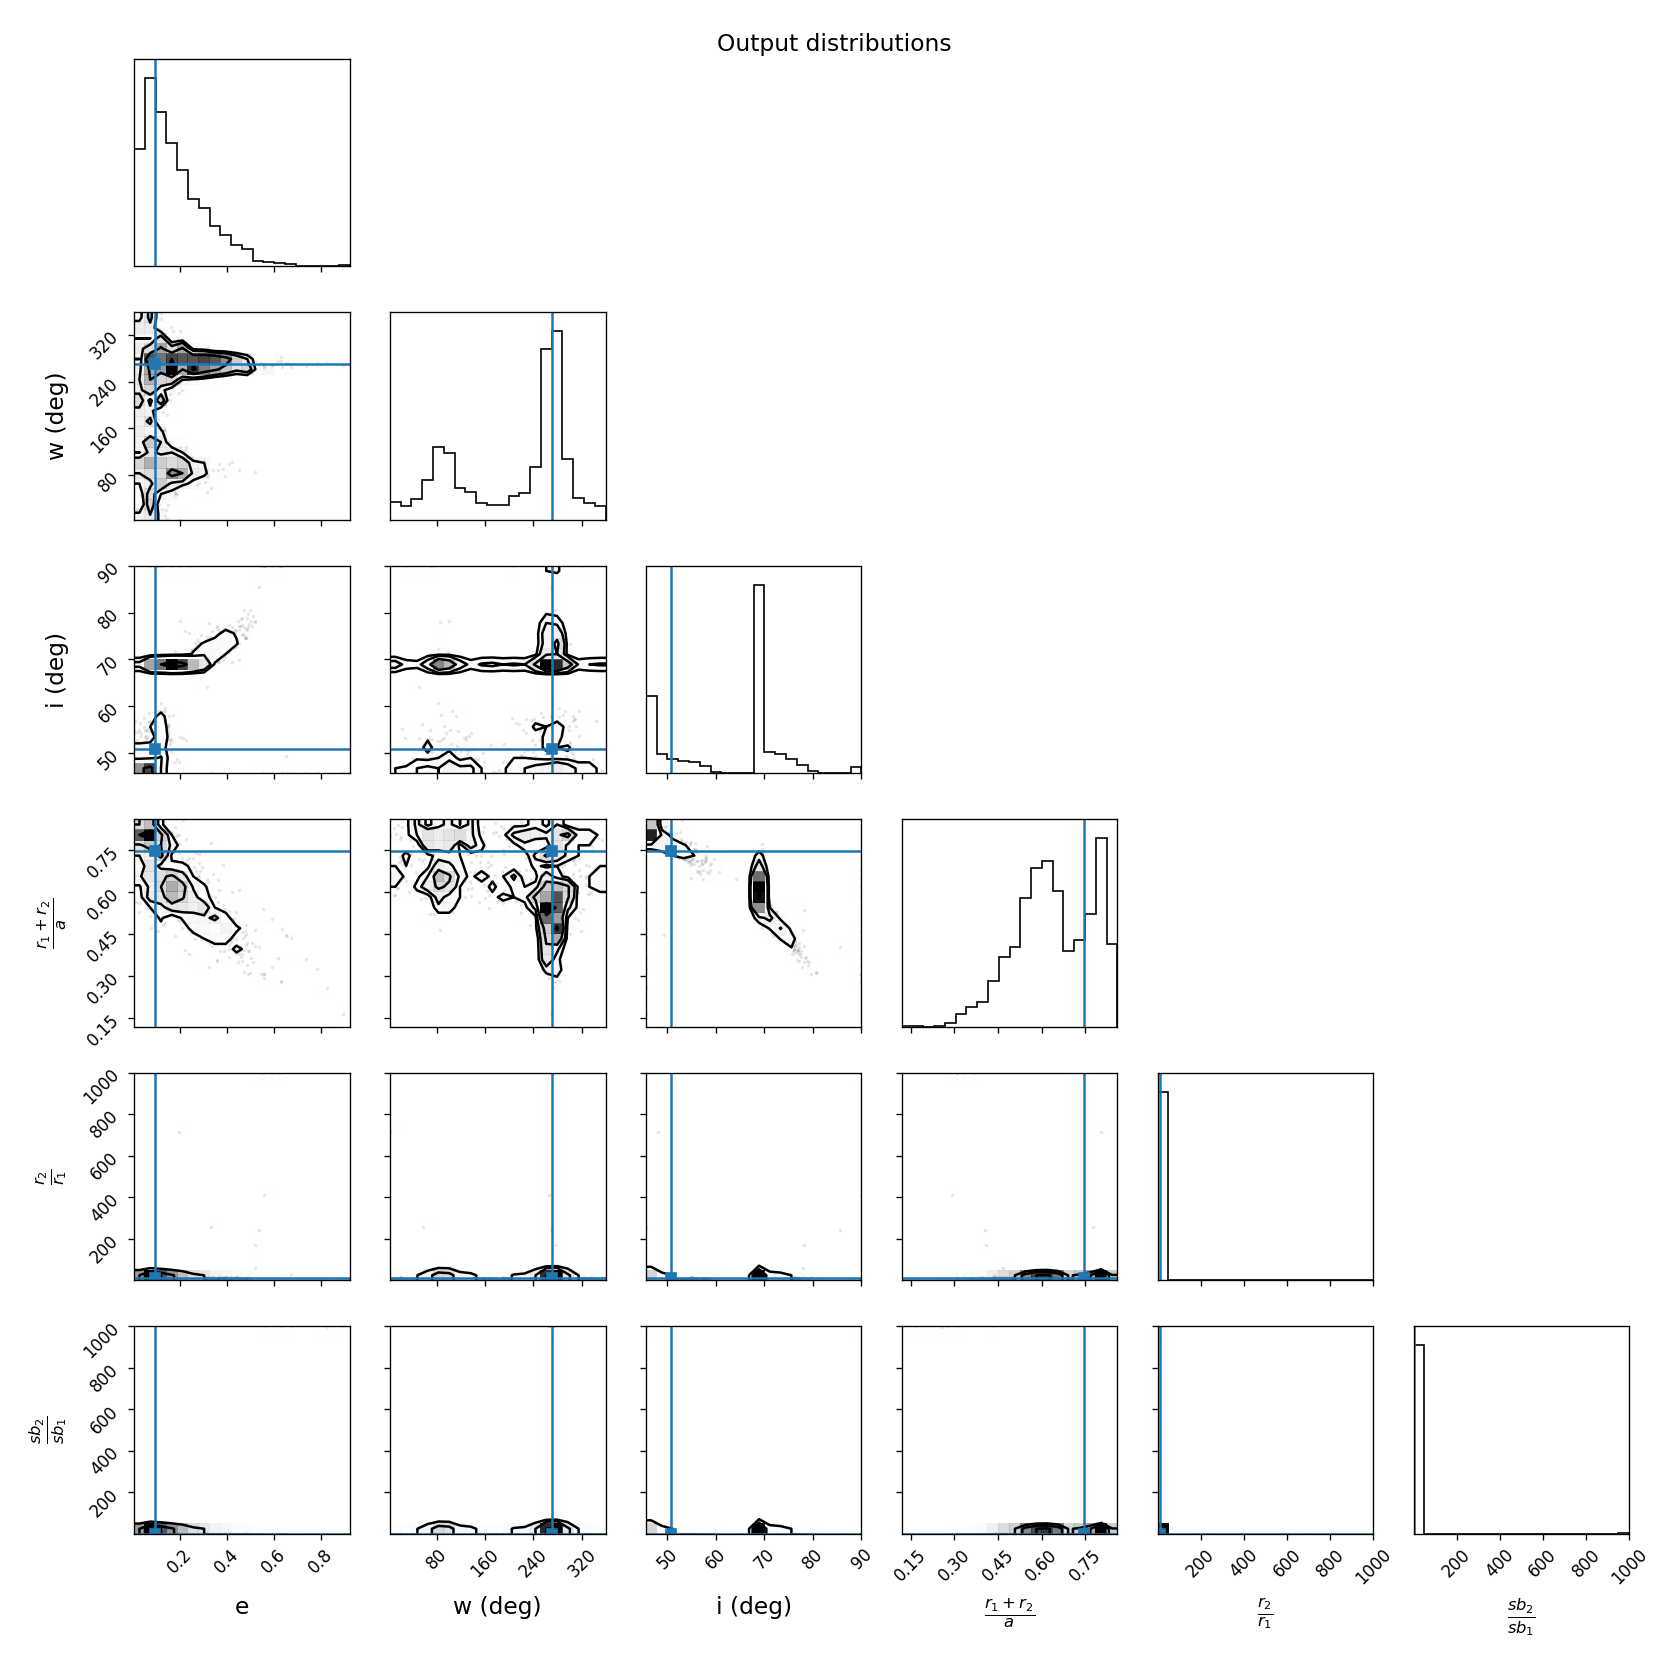 Output distributions
w (deg)
320
240
160
80
i (deg)
90
80
70
60
50
r₁ + r₂
a
0.75
0.60
0.45
0.30
0.15
r₂
r₁
1000
800
600
400
200
sb₂
sb₁
1000
800
600
400
200
0.2 0.4 0.6 0.8 80 160 240 320 50 60 70 80 90 0.15 0.30 0.45 0.60 0.75 200 400 600 800 1000 200 400 600 800 1000
e w (deg) i (deg) r₁ + r₂ r₂ sb₂
a r₁ sb₁